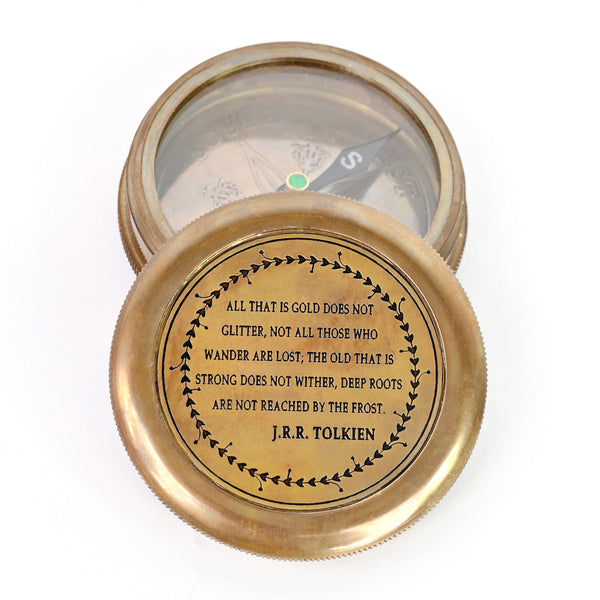 S
ALL THAT IS GOLD DOES NOT
GLITTER, NOT ALL THOSE WHO
WANDER ARE LOST; THE OLD THAT IS
STRONG DOES NOT WITHER, DEEP ROOTS
ARE NOT REACHED BY THE FROST.
J.R.R. TOLKIEN